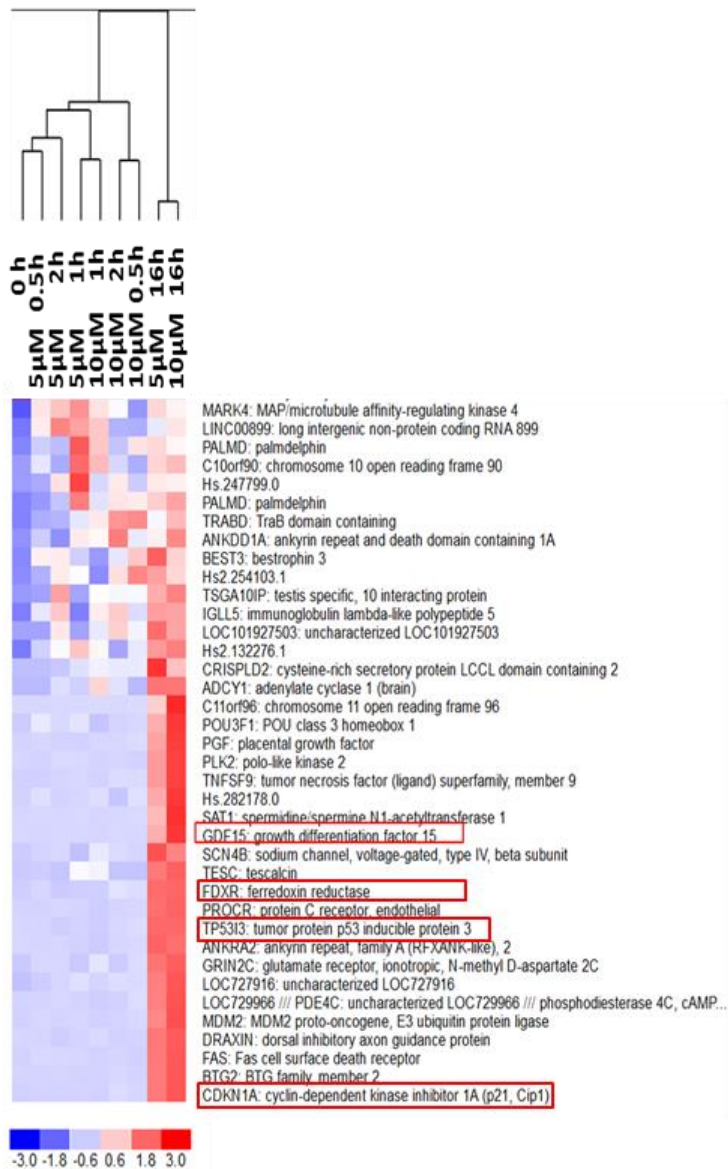 0 h
5μM 0.5h
5μM 2h
5μM 1h
10μM 1h
10μM 2h
10μM 0.5h
5μM 16h
10μM 16h
MARK4: MAP/microtubule affinity-regulating kinase 4
LINC00899: long intergenic non-protein coding RNA 899
PALMD: palmdelphin
C10orf90: chromosome 10 open reading frame 90
Hs.247799.0
PALMD: palmdelphin
TRABD: TraB domain containing
ANKDD1A: ankyrin repeat and death domain containing 1A
BEST3: bestrophin 3
Hs2.254103.1
TSGA10IP: testis specific, 10 interacting protein
IGLL5: immunoglobulin lambda-like polypeptide 5
LOC101927503: uncharacterized LOC101927503
Hs2.132276.1
CRISPLD2: cysteine-rich secretory protein LCCL domain containing 2
ADCY1: adenylate cyclase 1 (brain)
C11orf96: chromosome 11 open reading frame 96
POU3F1: POU class 3 homeobox 1
PGF: placental growth factor
PLK2: polo-like kinase 2
TNFSF9: tumor necrosis factor (ligand) superfamily, member 9
Hs.282178.0
SAT1: spermidine/spermine N1-acetyltransferase 1
GDF15: growth differentiation factor 15
SCN4B: sodium channel, voltage-gated, type IV, beta subunit
TESC: tescalcin
FDXR: ferredoxin reductase
PROCR: protein C receptor, endothelial
TP53I3: tumor protein p53 inducible protein 3
ANKRA2: ankyrin repeat, family A (RFXANK-like), 2
GRIN2C: glutamate receptor, ionotropic, N-methyl D-aspartate 2C
LOC727916: uncharacterized LOC727916
LOC729966 /// PDE4C: uncharacterized LOC729966 /// phosphodiesterase 4C, cAMP...
MDM2: MDM2 proto-oncogene, E3 ubiquitin protein ligase
DRAXIN: dorsal inhibitory axon guidance protein
FAS: Fas cell surface death receptor
BTG2: BTG family, member 2
CDKN1A: cyclin-dependent kinase inhibitor 1A (p21, Cip1)
-3.0 -1.8 -0.6 0.6 1.8 3.0